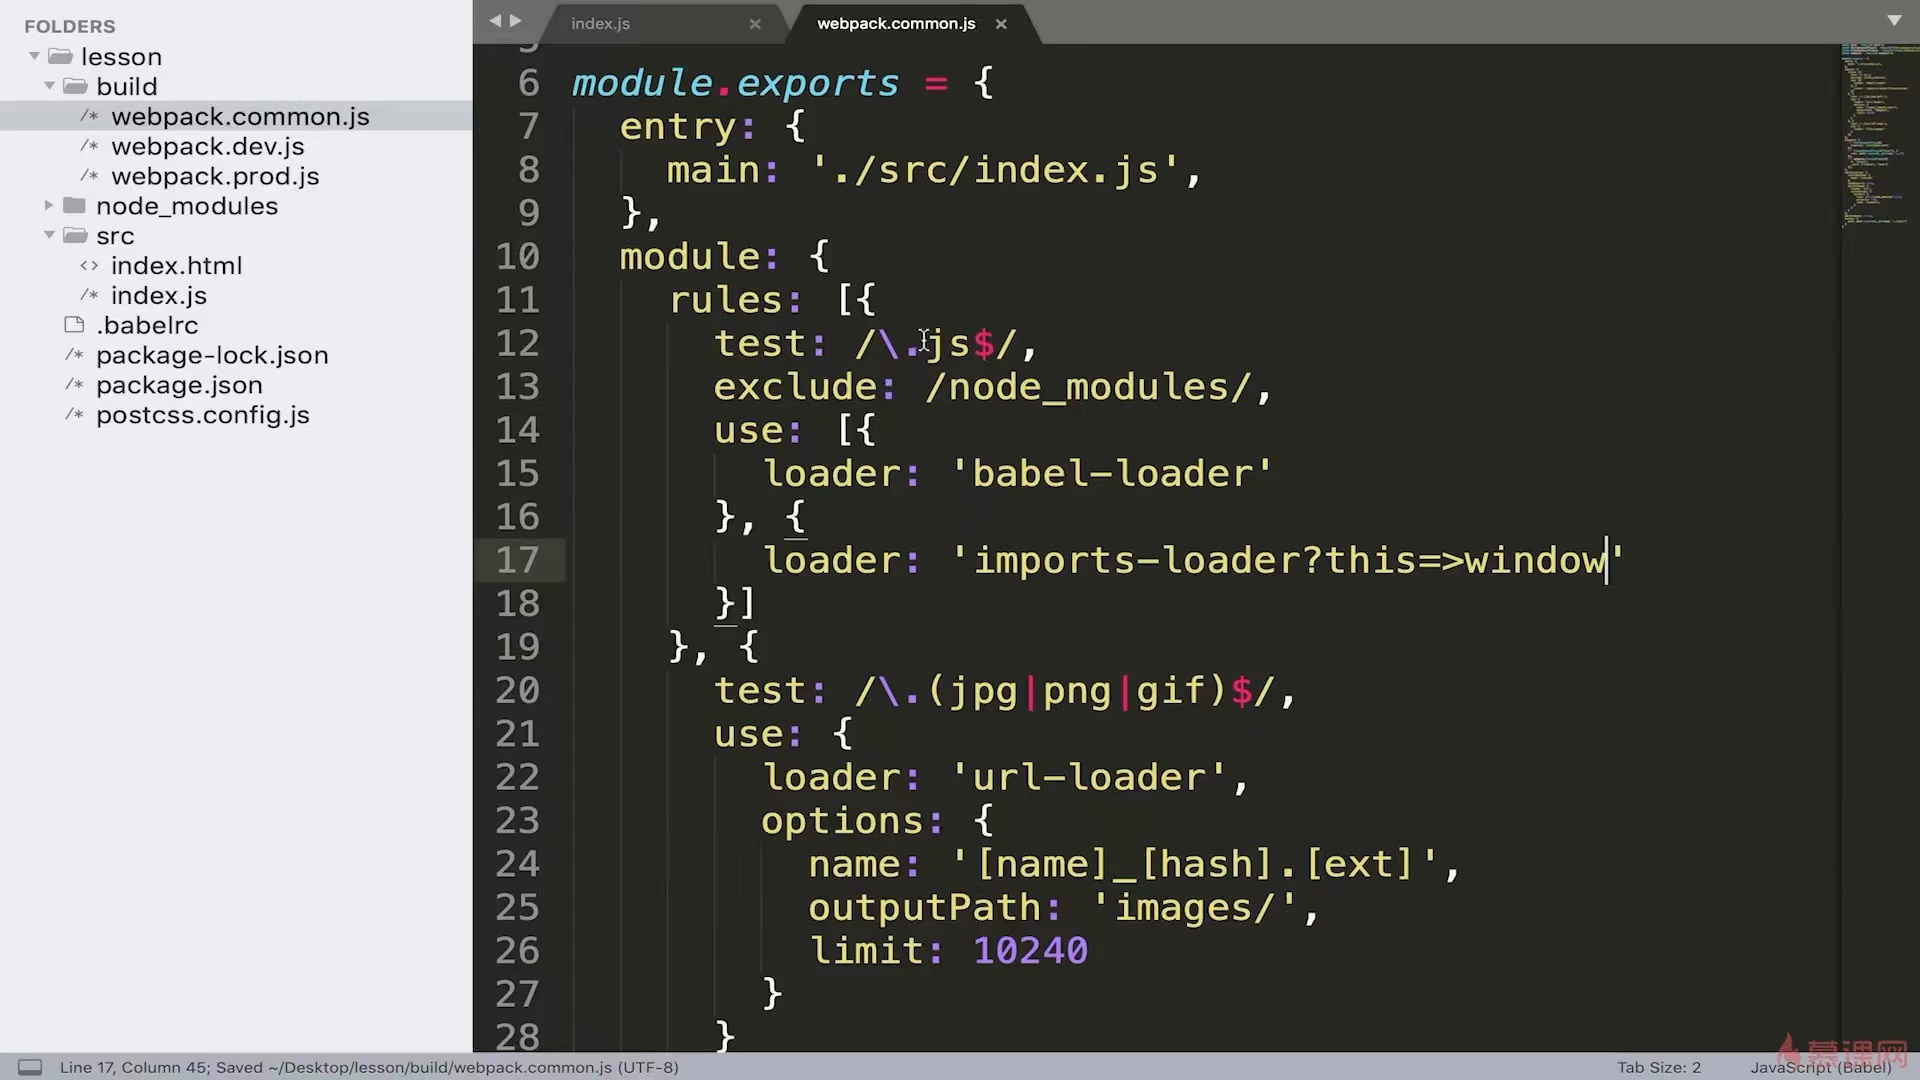 FOLDERS
lesson
build
webpack.common.js
webpack.dev.js
webpack.prod.js
node_modules
src
index.html
index.js
.babelrc
package-lock.json
package.json
postcss.config.js
index.js
webpack.common.js
6 module.exports = {
7 entry: {
8 main: './src/index.js',
9 },
10 module: {
11 rules: [{
12 test: /\.js$/,
13 exclude: /node_modules/,
14 use: [{
15 loader: 'babel-loader'
16 }, {
17 loader: 'imports-loader?this=>window'
18 }]
19 }, {
20 test: /\.(jpg|png|gif)$/,
21 use: {
22 loader: 'url-loader',
23 options: {
24 name: '[name]_[hash].[ext]',
25 outputPath: 'images/',
26 limit: 10240
27 }
28 }
Line 17, Column 45; Saved ~/Desktop/lesson/build/webpack.common.js (UTF-8)
Tab Size: 2
JavaScript (Babel)
慕课网